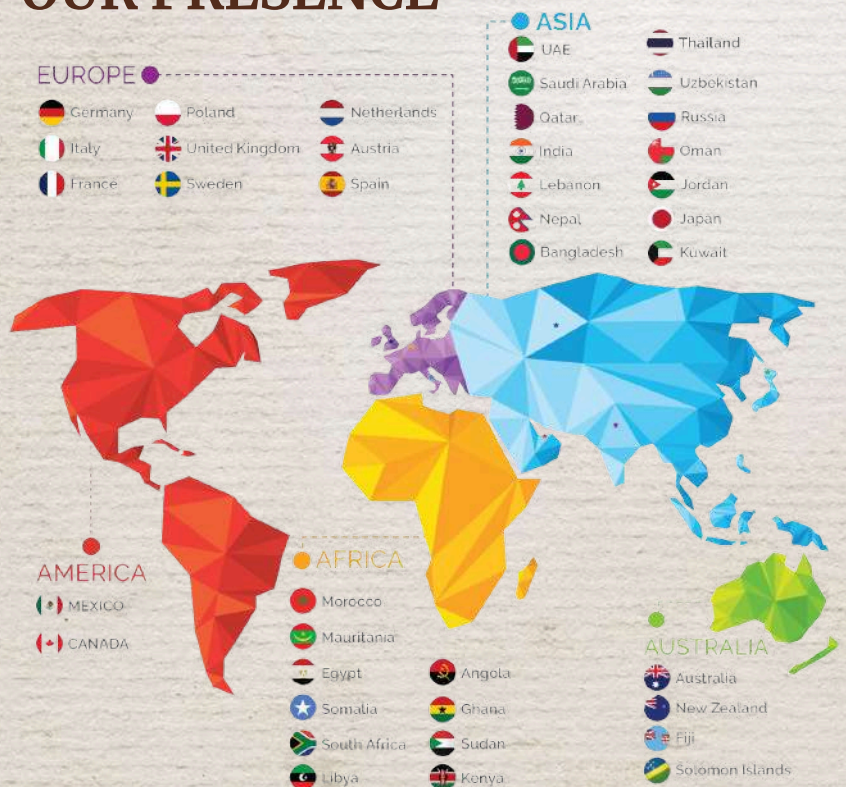 OUR PRESENCE
ASIA
UAE
Saudi Arabia
Qatar
India
Lebanon
Nepal
Bangladesh
Thailand
Uzbekistan
Russia
Oman
Jordan
Japan
Kuwait
EUROPE
Germany
Italy
France
Poland
United Kingdom
Sweden
Netherlands
Austria
Spain
AMERICA
MEXICO
CANADA
AFRICA
Morocco
Mauritania
Egypt
Somalia
South Africa
Libya
Angola
Ghana
Sudan
Kenya
AUSTRALIA
Australia
New Zealand
Fiji
Solomon Islands